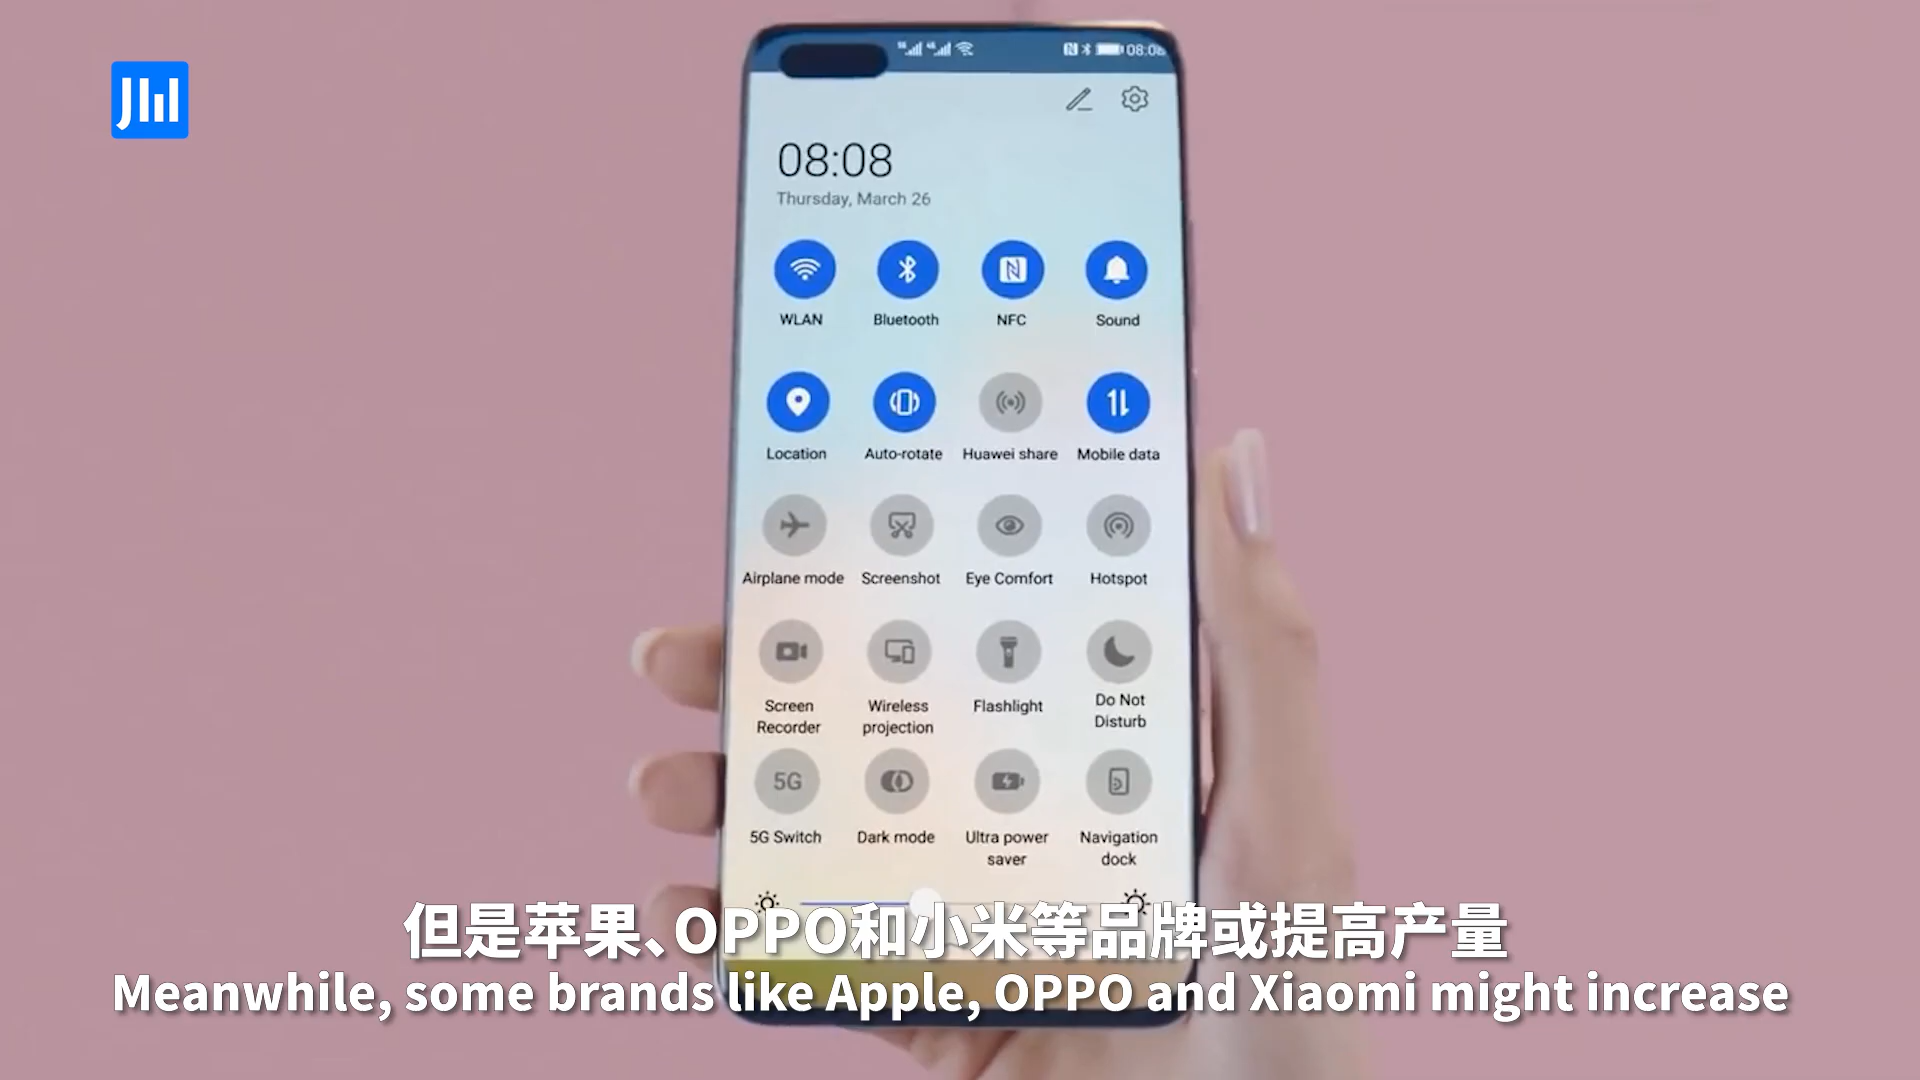 08:08
08:08
Thursday, March 26
WLAN Bluetooth NFC Sound
Location Auto-rotate Huawei share Mobile data
Airplane mode Screenshot Eye Comfort Hotspot
Screen Recorder
Wireless projection
Flashlight
Do Not Disturb
5G
5G Switch
Dark mode
Ultra power saver
Navigation dock
但是苹果、OPPO和小米等品牌或提高产量
Meanwhile, some brands like Apple, OPPO and Xiaomi might increase